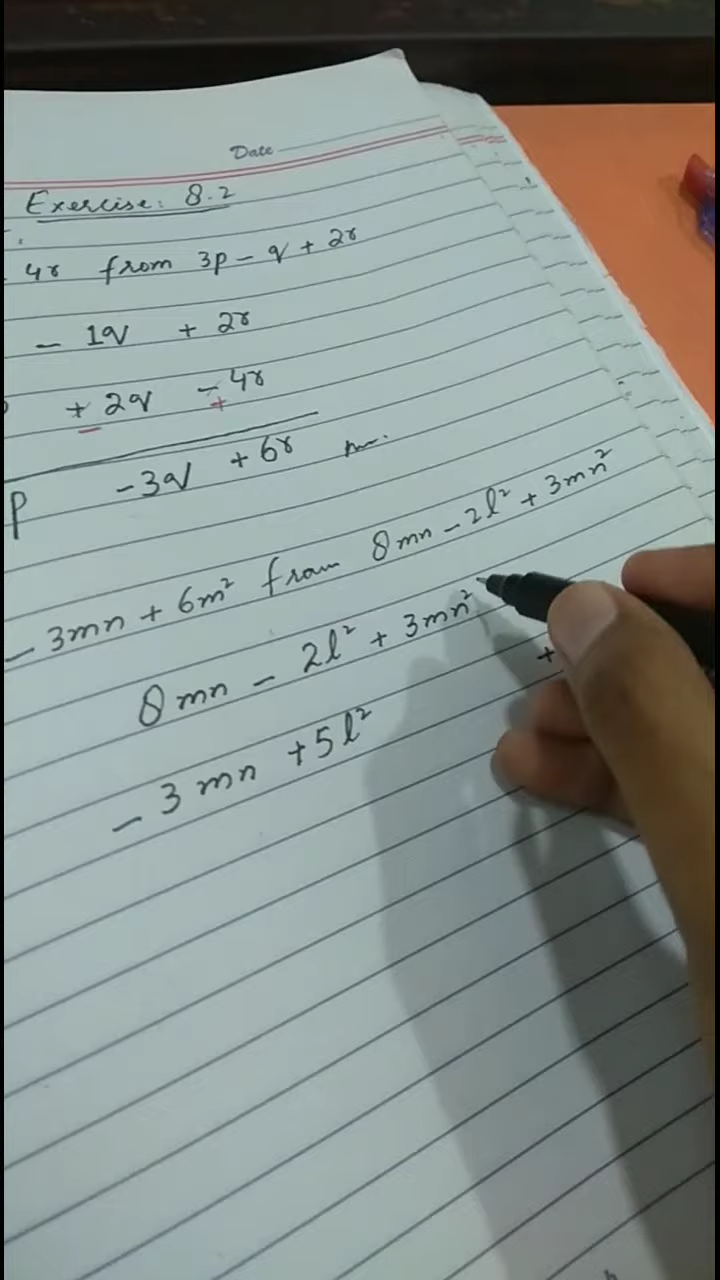 Date
Exercise: 8.2
4r from 3p - q + 2r
- 1q + 2r
+ 2q - 4r
- +
p - 3q + 6r
- 3mn + 6m² from 8mn - 2l² + 3mn²
8mn - 2l² + 3mn² +
- 3mn + 5l²